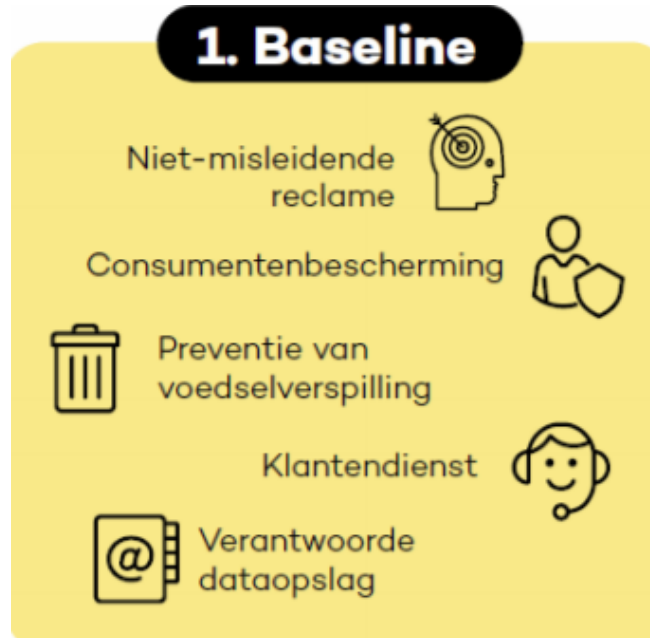 1. Baseline
Niet-misleidende
reclame
Consumentenbescherming
Preventie van
voedselverspilling
Klantendienst
@
Verantwoorde
dataopslag